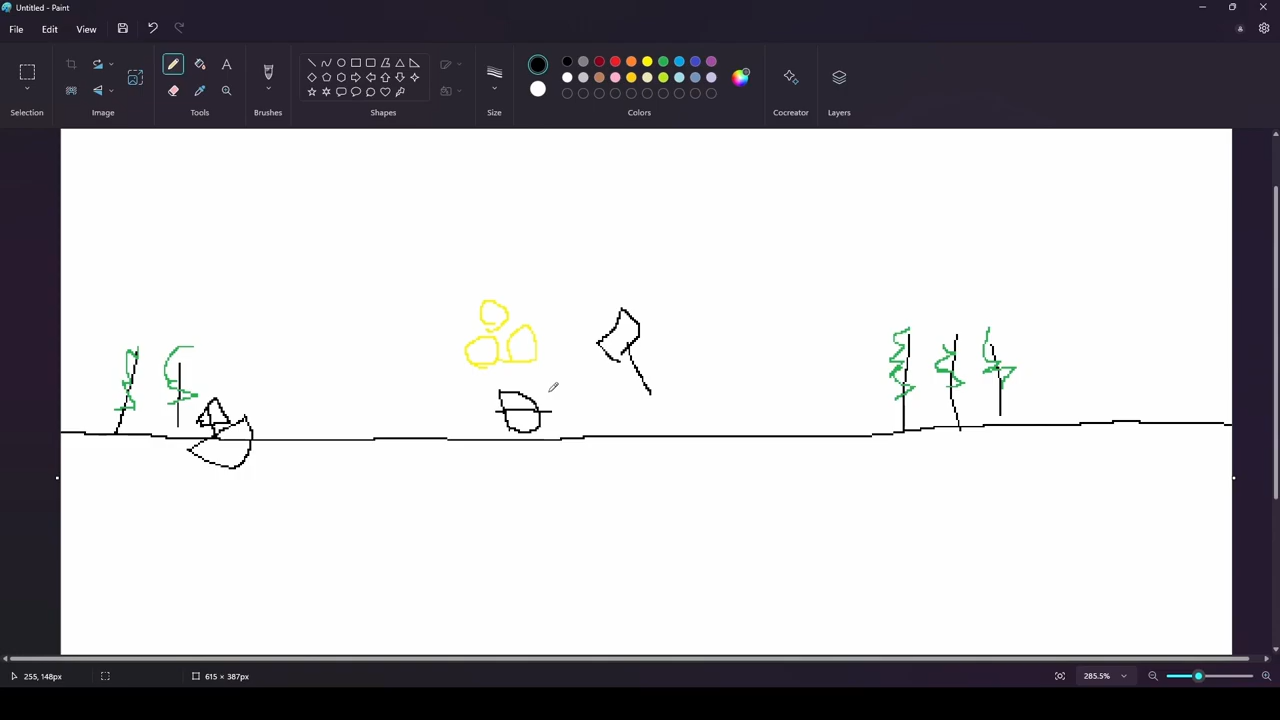 Untitled - Paint
File Edit View
Selection Image Tools Brushes Shapes Size Colors Cocreator Layers
255, 148px 615 × 387px 285.5%